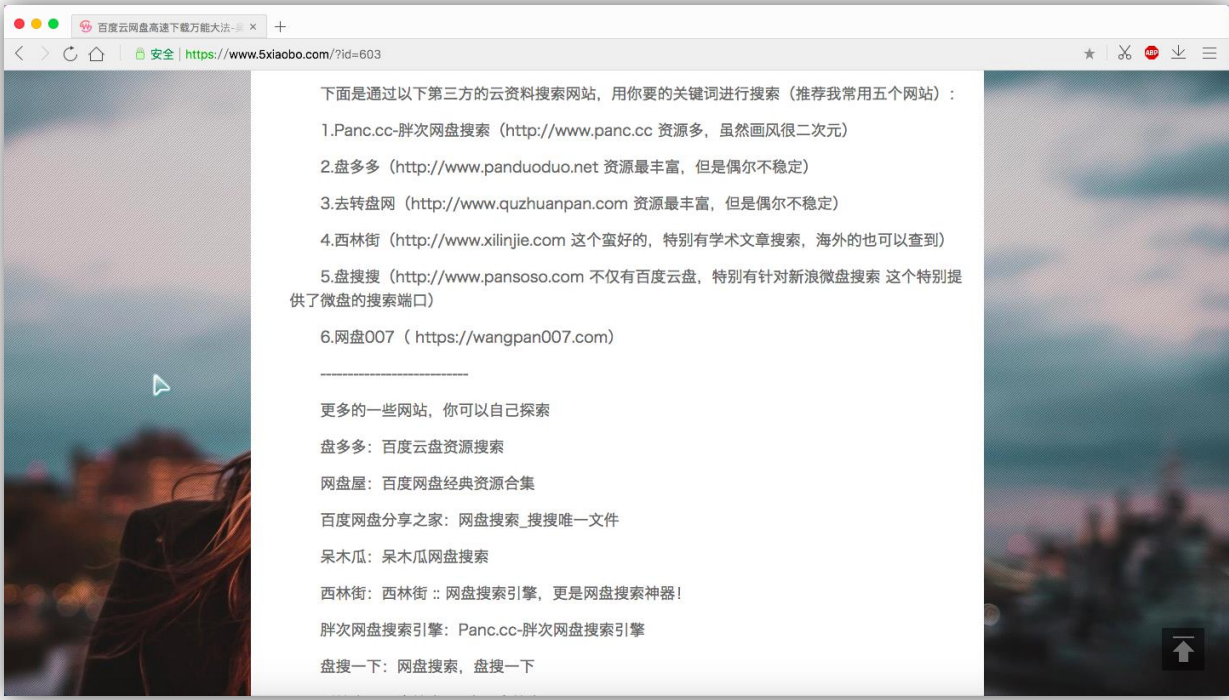 百度云网盘高速下载万能大法-
安全 https://www.5xiaobo.com/?id=603
ABP
下面是通过以下第三方的云资料搜索网站，用你要的关键词进行搜索（推荐我常用五个网站）：
1.Panc.cc-胖次网盘搜索（http://www.panc.cc 资源多，虽然画风很二次元）
2.盘多多（http://www.panduoduo.net 资源最丰富，但是偶尔不稳定）
3.去转盘网（http://www.quzhuanpan.com 资源最丰富，但是偶尔不稳定）
4.西林街（http://www.xilinjie.com 这个蛮好的，特别有学术文章搜索，海外的也可以查到）
5.盘搜搜（http://www.pansoso.com 不仅有百度云盘，特别有针对新浪微盘搜索 这个特别提
供了微盘的搜索端口）
6.网盘007（ https://wangpan007.com）
---------------------------
更多的一些网站，你可以自己探索
盘多多：百度云盘资源搜索
网盘屋：百度网盘经典资源合集
百度网盘分享之家：网盘搜索_搜搜唯一文件
呆木瓜：呆木瓜网盘搜索
西林街：西林街 :: 网盘搜索引擎，更是网盘搜索神器！
胖次网盘搜索引擎：Panc.cc-胖次网盘搜索引擎
盘搜一下：网盘搜索，盘搜一下